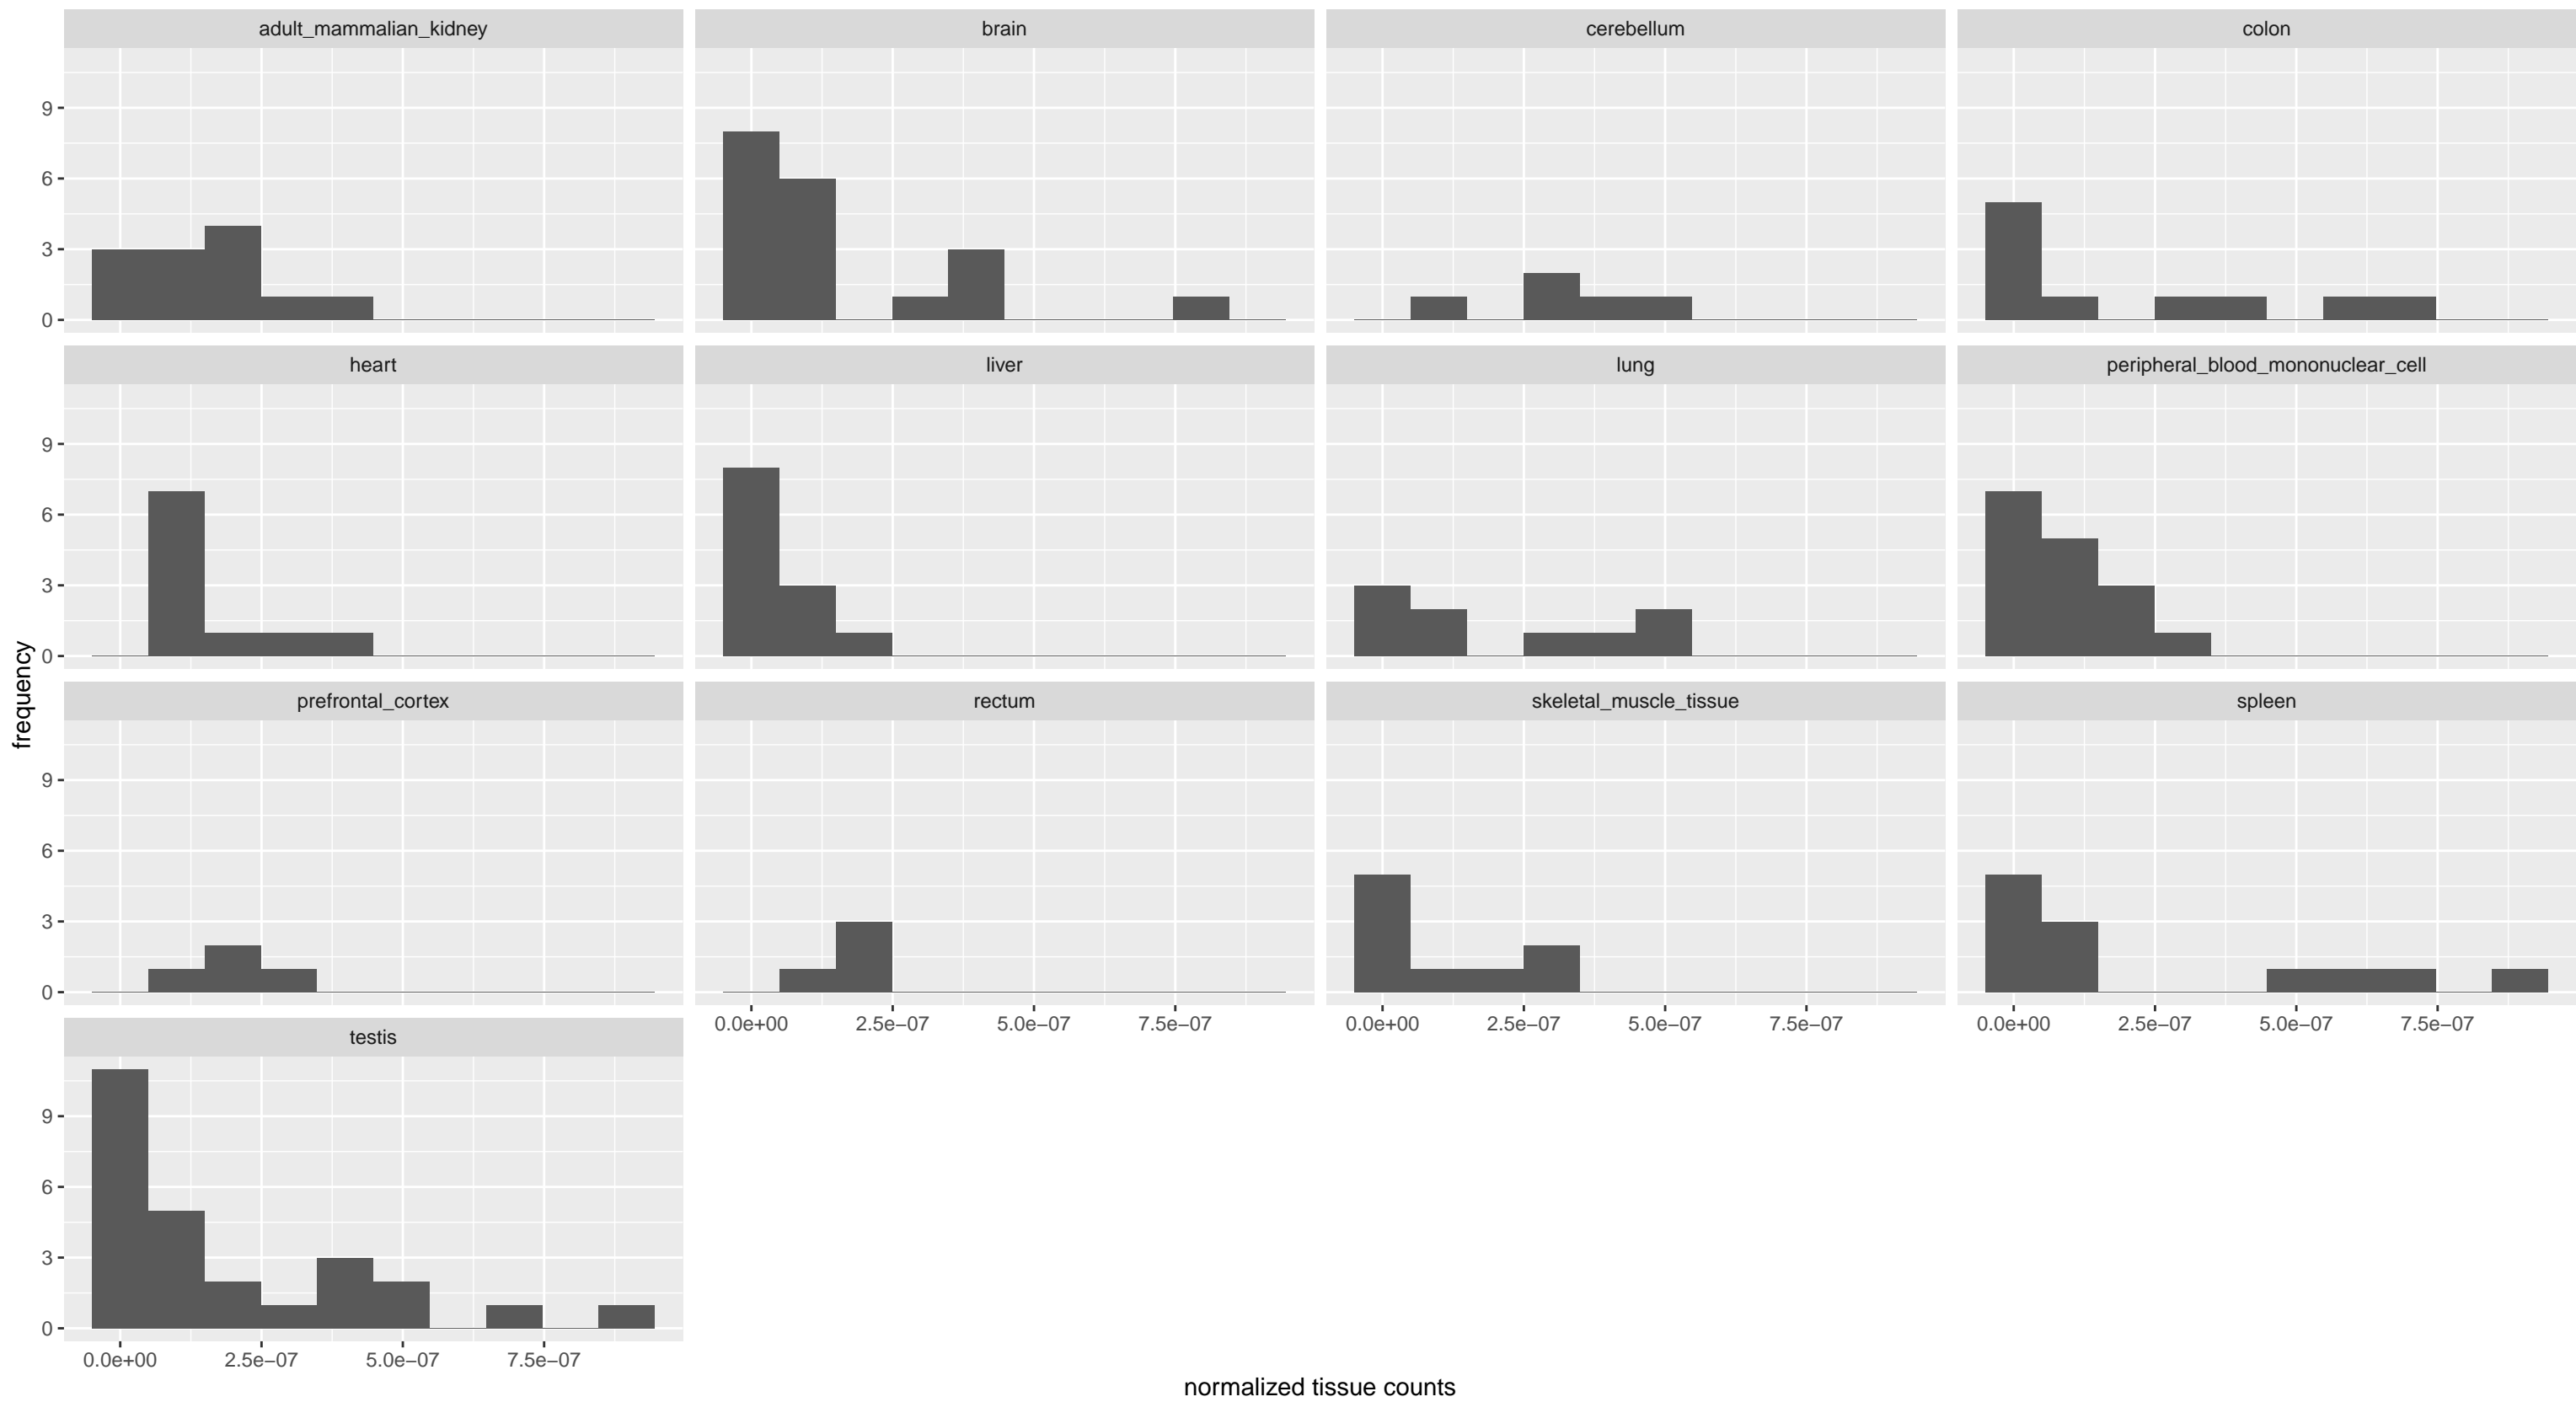 adult_mammalian_kidney brain cerebellum colon
9
6
3
0
heart liver lung peripheral_blood_mononuclear_cell
9
6
3
0
frequency
prefrontal_cortex rectum skeletal_muscle_tissue spleen
9
6
3
0
0.0e+00 2.5e−07 5.0e−07 7.5e−07 0.0e+00 2.5e−07 5.0e−07 7.5e−07 0.0e+00 2.5e−07 5.0e−07 7.5e−07
testis
9
6
3
0
0.0e+00 2.5e−07 5.0e−07 7.5e−07
normalized tissue counts